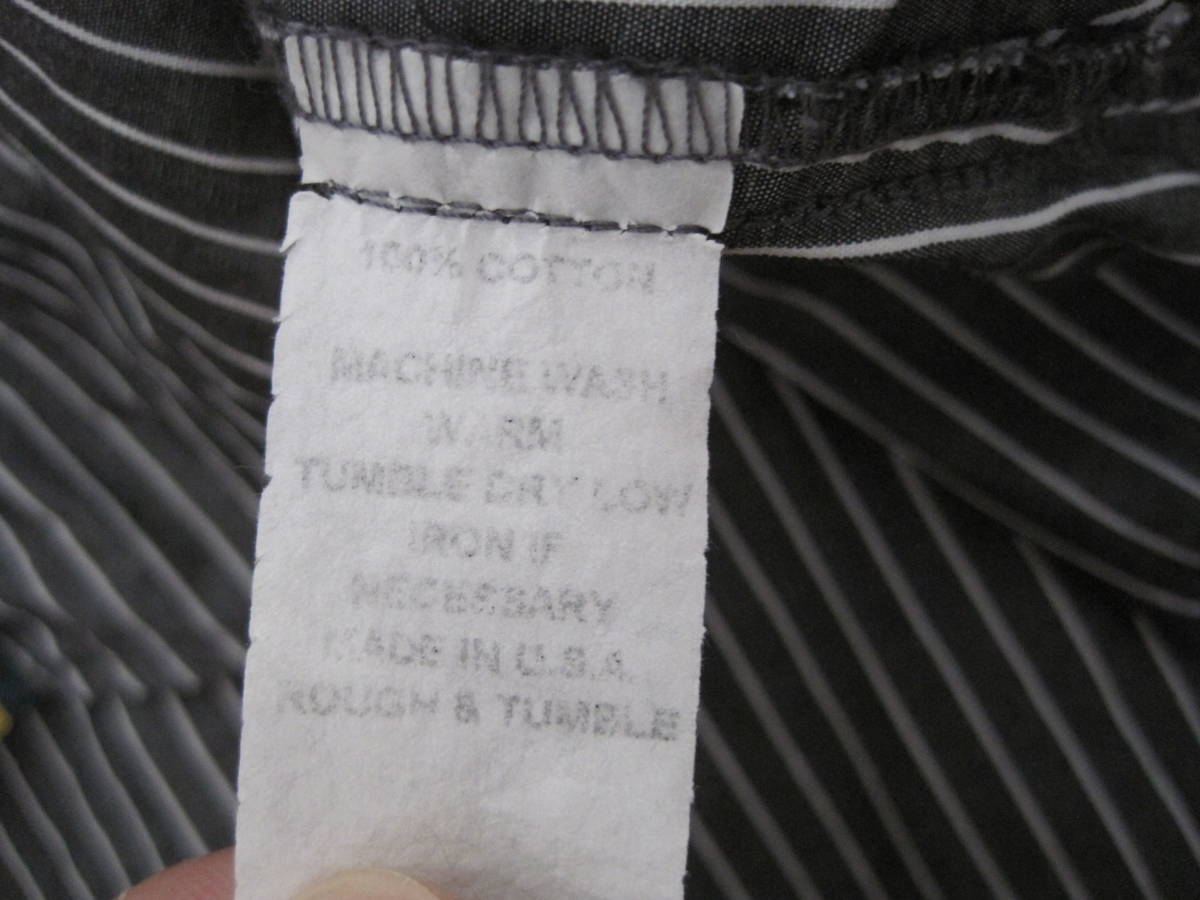 100% COTTON
MACHINE WASH
WARM
TUMBLE DRY LOW
IRON IF
NECESSARY
MADE IN U.S.A.
ROUGH & TUMBLE